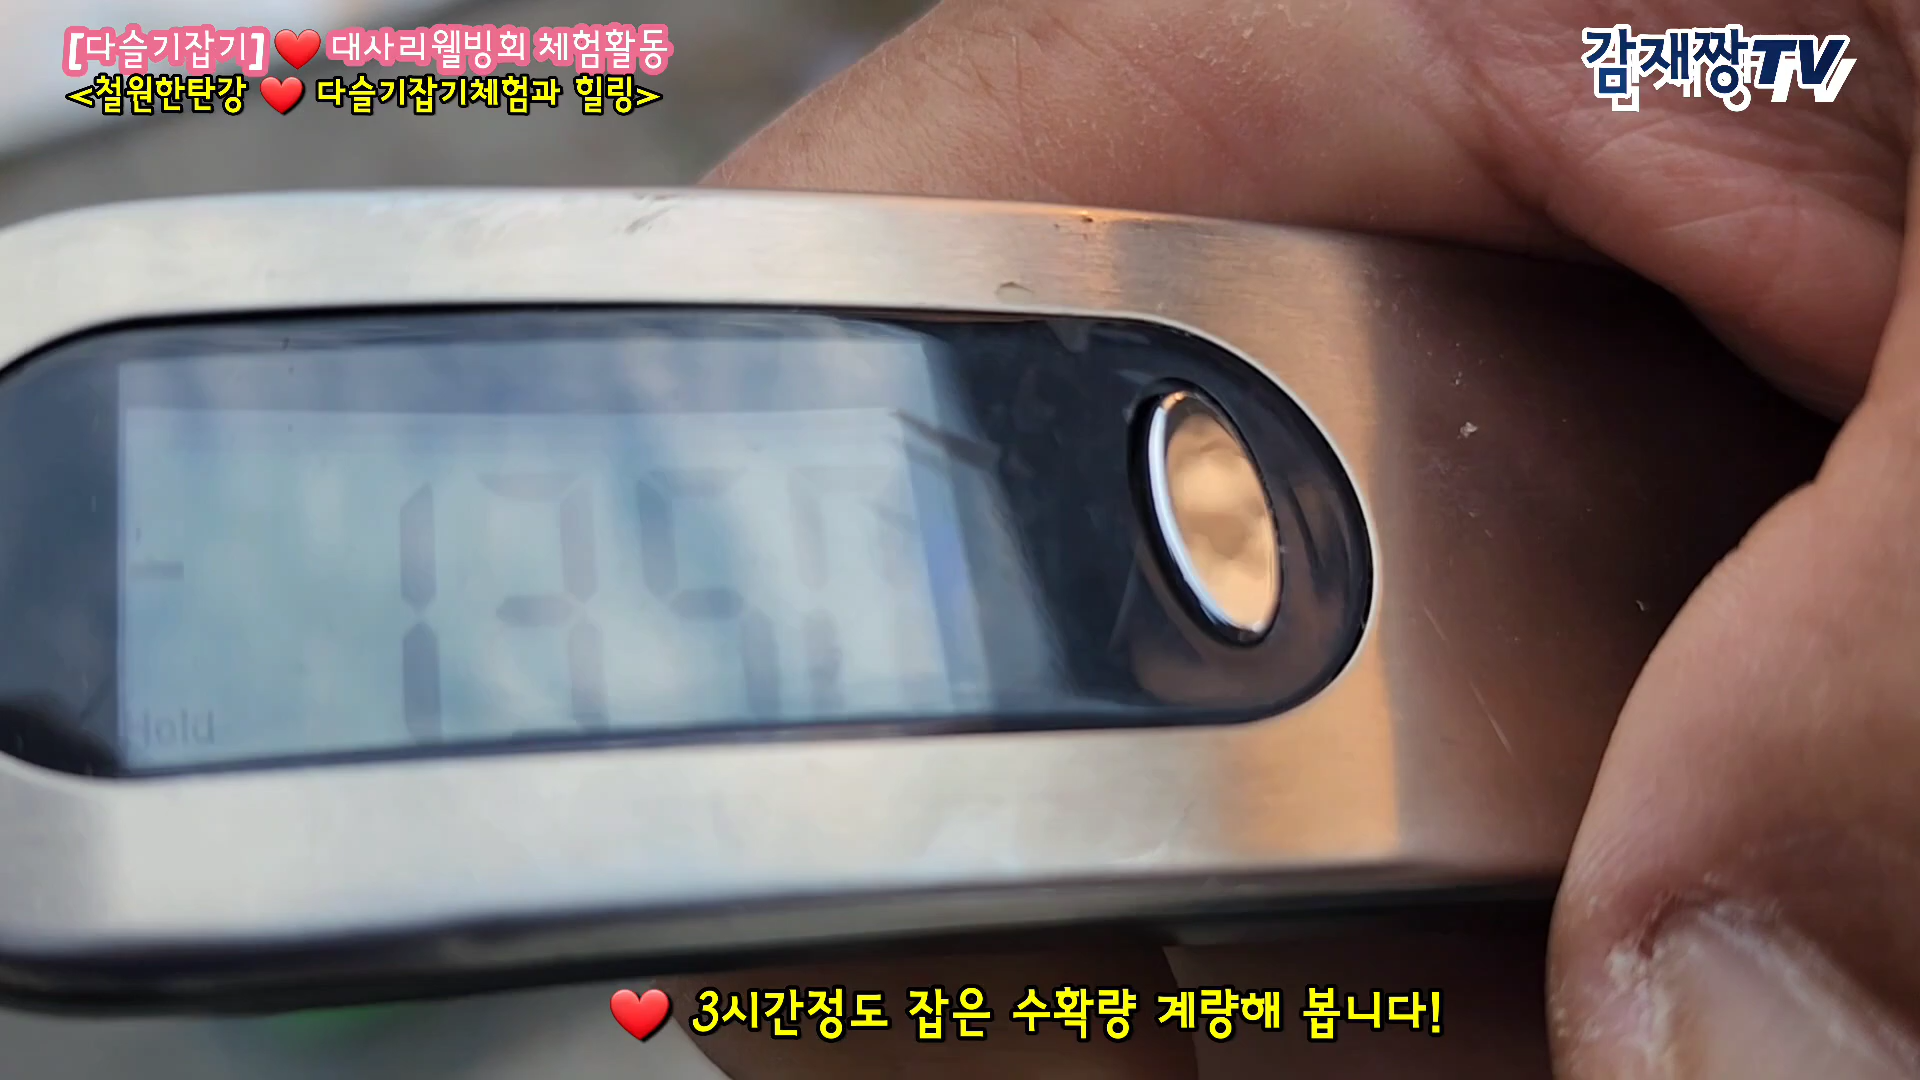 [다슬기잡기]❤️대사리웰빙회 체험활동
<철원한탄강 ❤️ 다슬기잡기체험과 힐링>
감재짱TV
Hold
❤️ 3시간정도 잡은 수확량 계량해 봅니다!